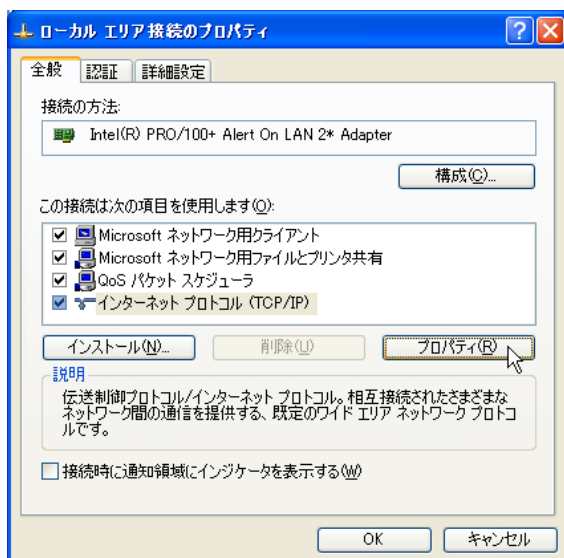 ローカル エリア接続のプロパティ
全般 認証 詳細設定
接続の方法:
Intel(R) PRO/100+ Alert On LAN 2* Adapter
構成(C)...
この接続は次の項目を使用します(O):
Microsoft ネットワーク用クライアント
Microsoft ネットワーク用ファイルとプリンタ共有
QoS パケット スケジューラ
インターネット プロトコル (TCP/IP)
インストール(N)... 削除(U) プロパティ(R)
説明
伝送制御プロトコル/インターネット プロトコル。相互接続されたさまざまな
ネットワーク間の通信を提供する、既定のワイド エリア ネットワーク プロトコ
ルです。
接続時に通知領域にインジケータを表示する(W)
OK キャンセル